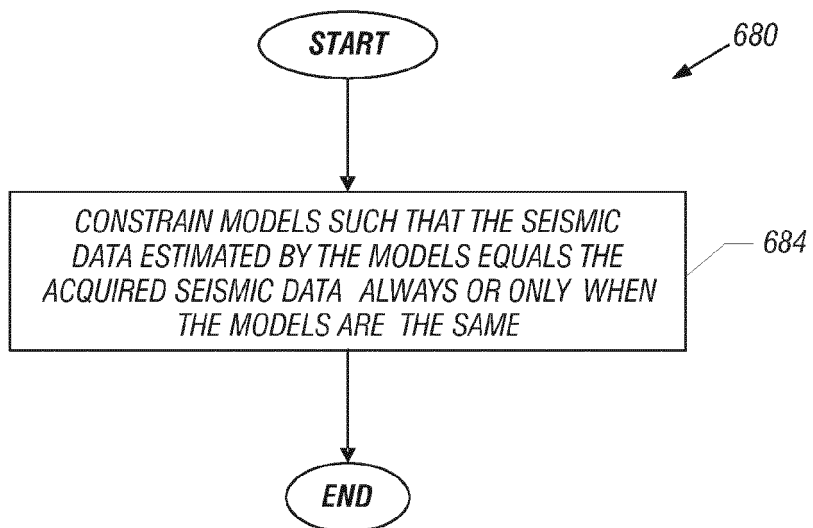 START
680
CONSTRAIN MODELS SUCH THAT THE SEISMIC
DATA ESTIMATED BY THE MODELS EQUALS THE
ACQUIRED SEISMIC DATA ALWAYS OR ONLY WHEN
THE MODELS ARE THE SAME
684
END